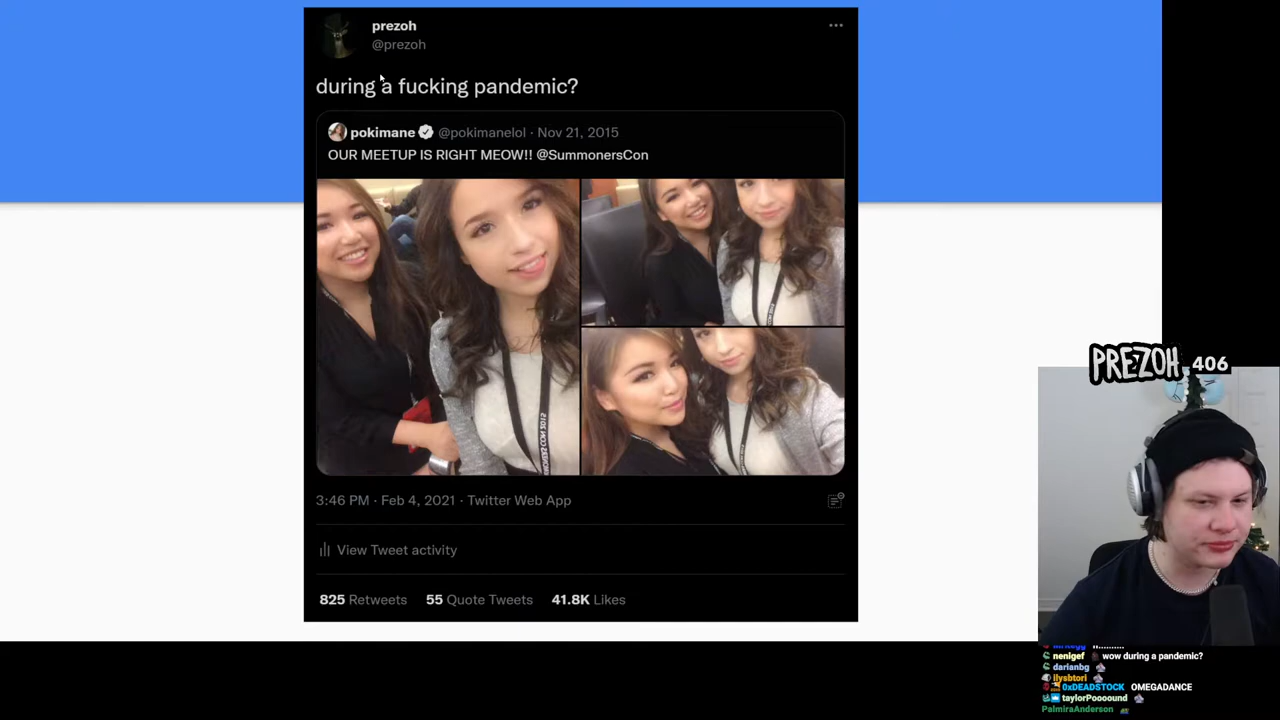 prezoh
@prezoh
during a fucking pandemic?
pokimane @pokimanelol · Nov 21, 2015
OUR MEETUP IS RIGHT MEOW!! @SummonersCon
3:46 PM · Feb 4, 2021 · Twitter Web App
View Tweet activity
825 Retweets 55 Quote Tweets 41.8K Likes
PREZOH 406
nenigef wow during a pandemic?
darianbg
ilysbtori
0xDEADSTOCK OMEGADANCE
taylorPoooound
PalmiraAnderson